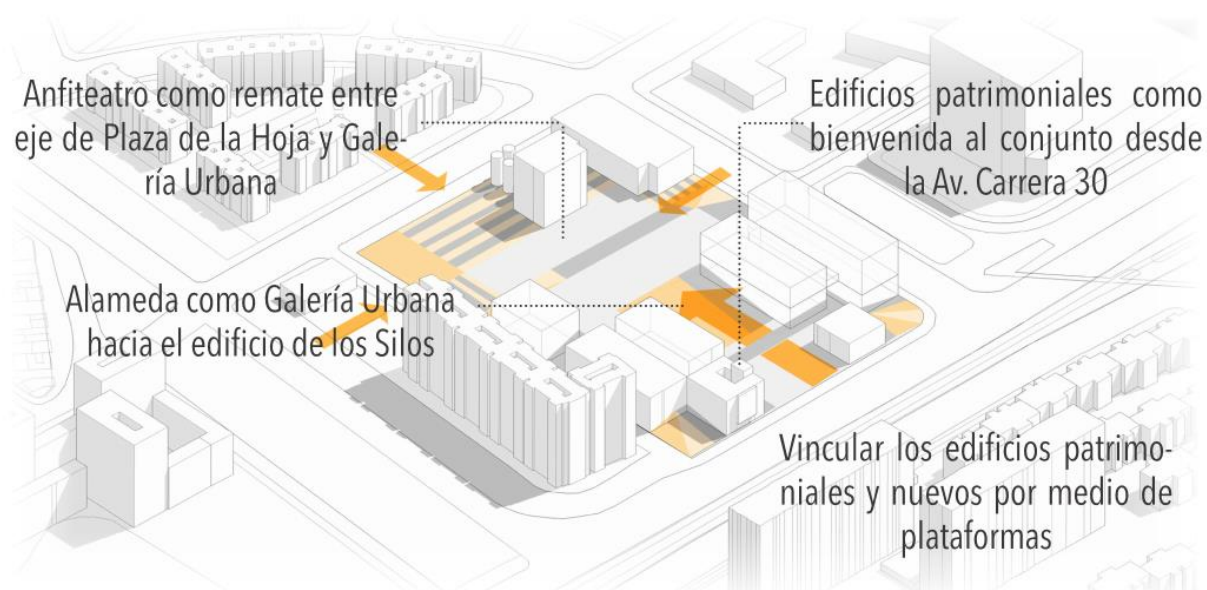 Anfiteatro como remate entre
eje de Plaza de la Hoja y Gale-
ría Urbana
Edificios patrimoniales como
bienvenida al conjunto desde
la Av. Carrera 30
Alameda como Galería Urbana
hacia el edificio de los Silos
Vincular los edificios patrimo-
niales y nuevos por medio de
plataformas